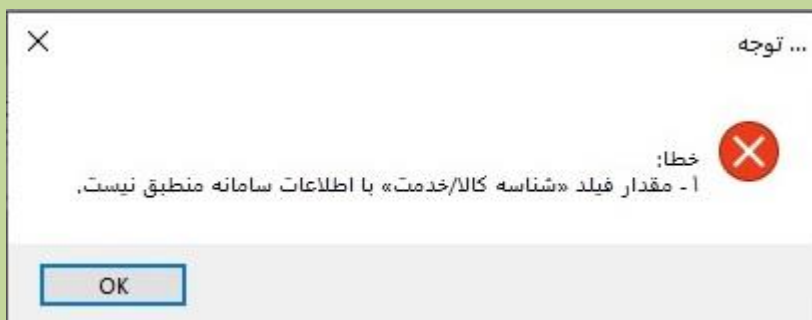 ... توجه
خطا:
۱- مقدار فیلد «شناسه کالا/خدمت» با اطلاعات سامانه منطبق نیست.
OK